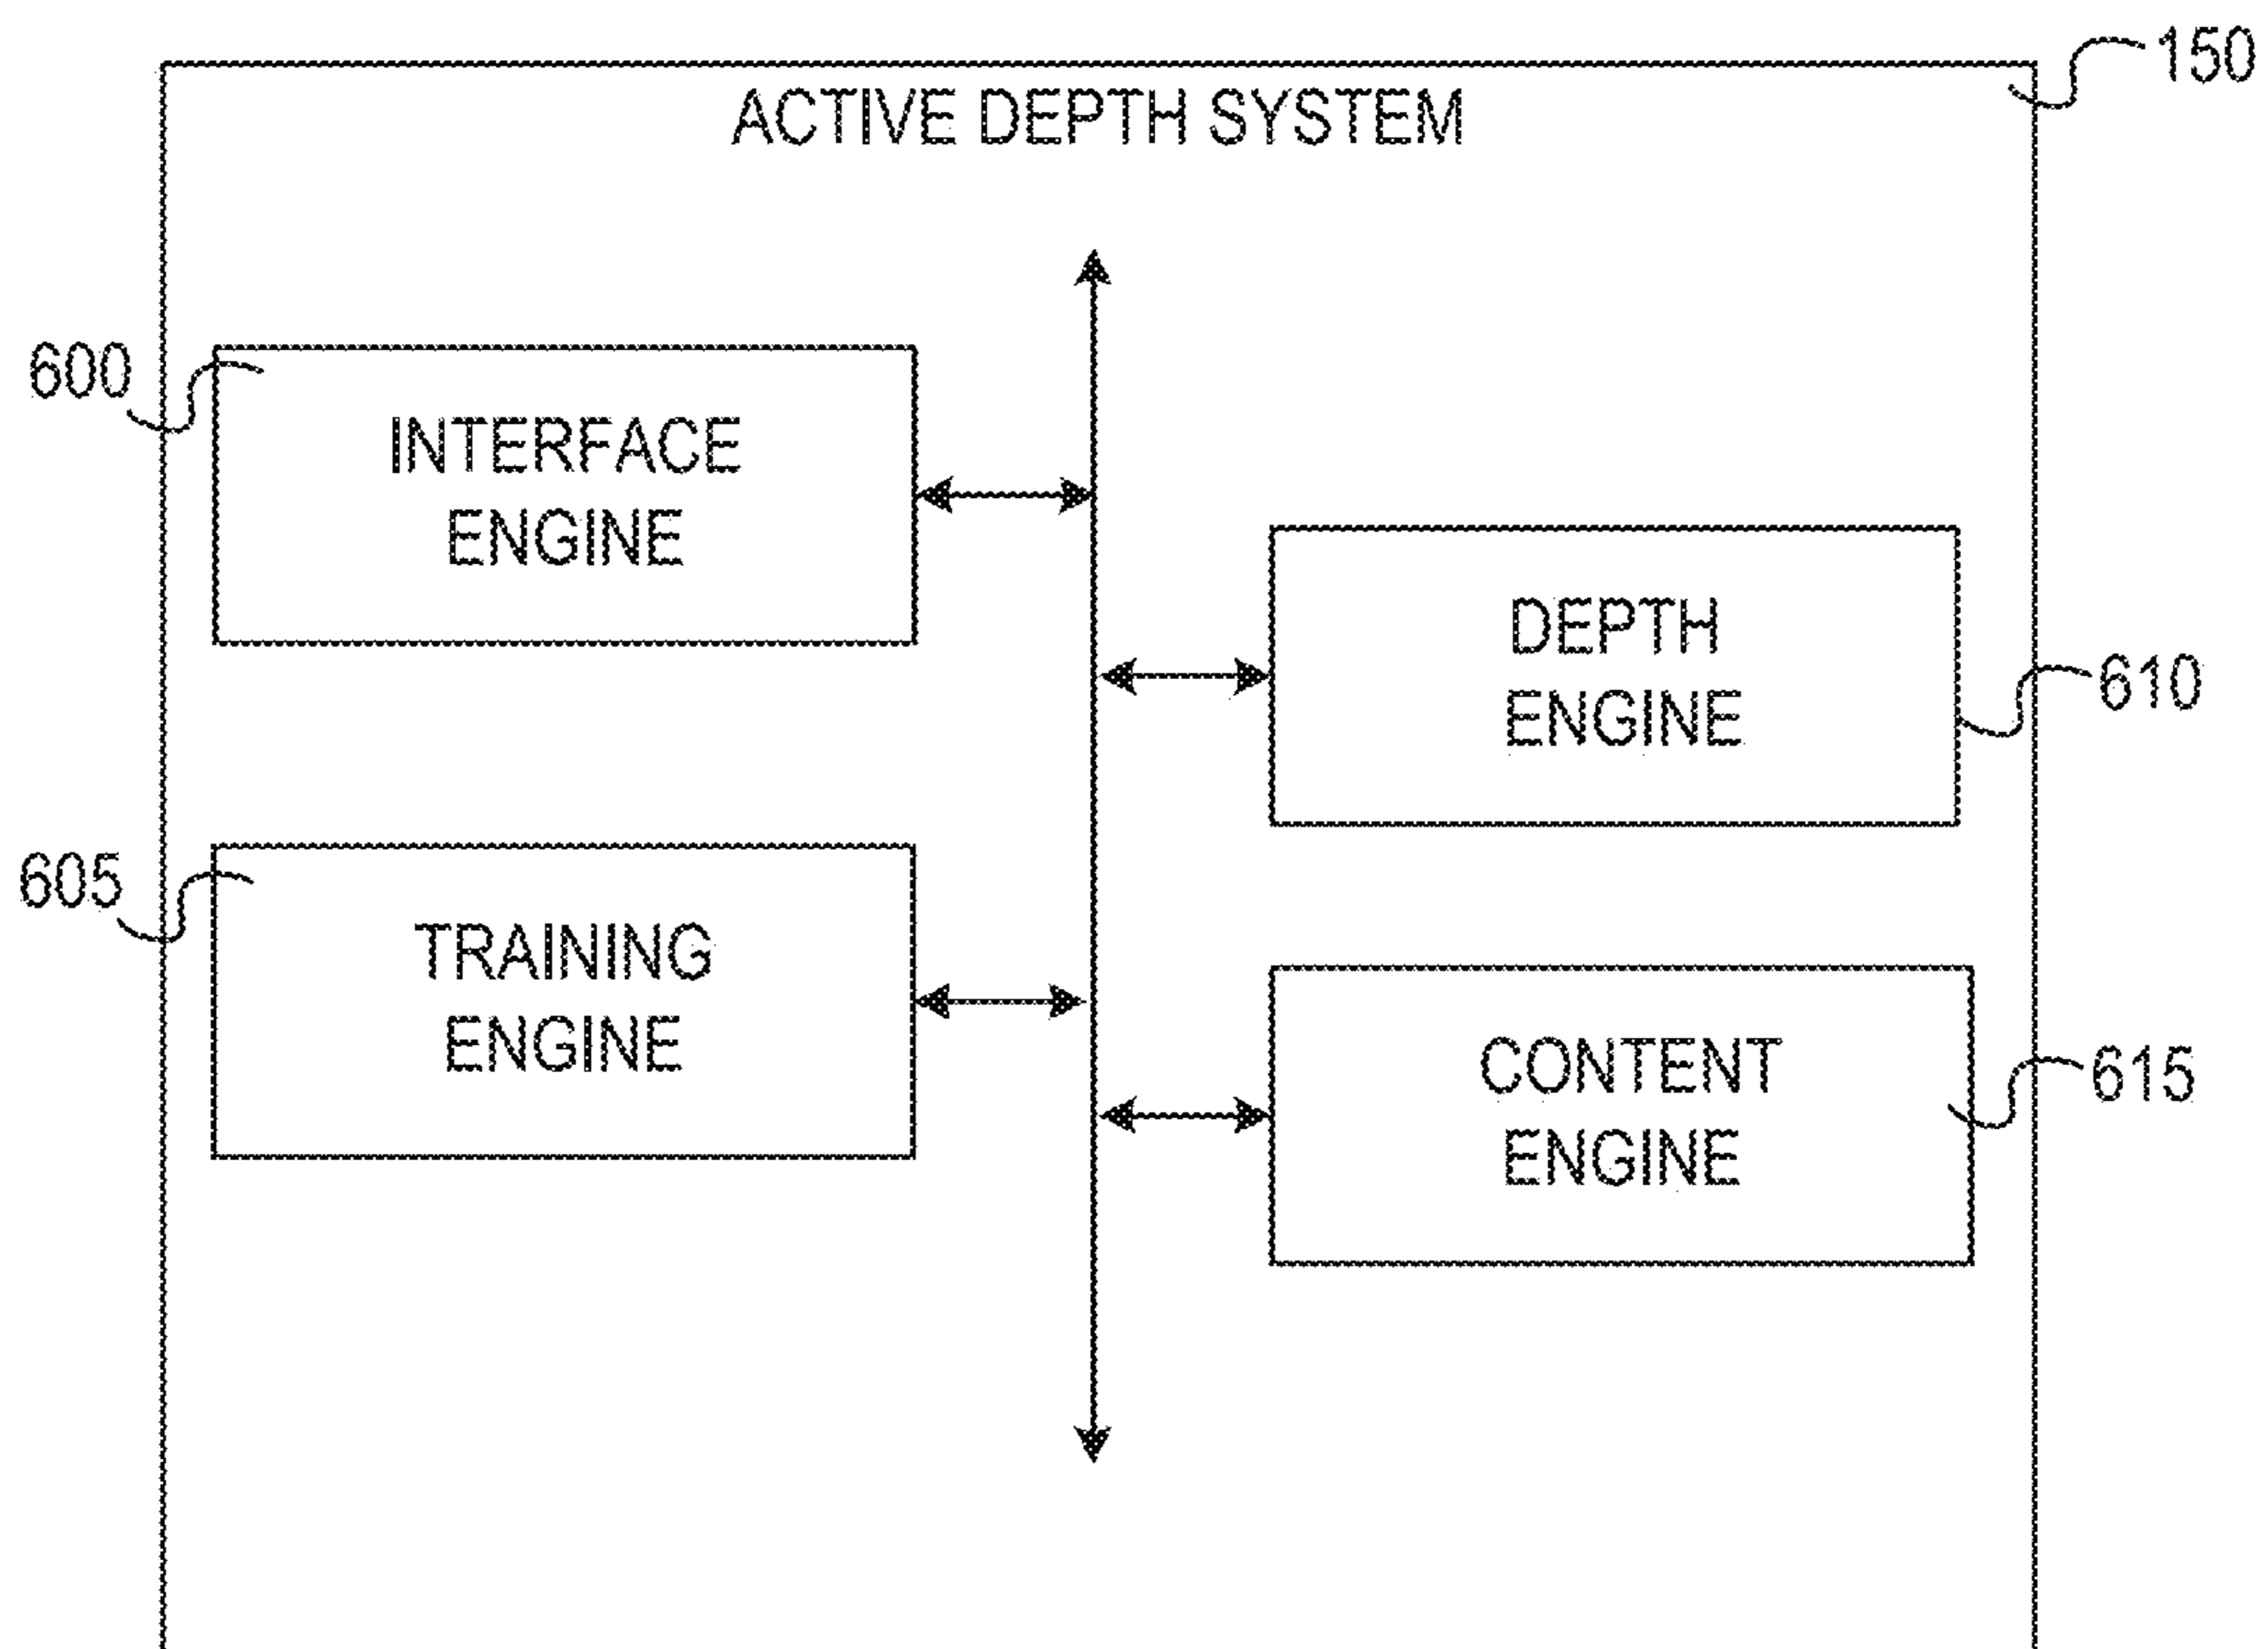 150
ACTIVE DEPTH SYSTEM
600
INTERFACE
ENGINE
DEPTH
ENGINE
610
605
TRAINING
ENGINE
CONTENT
ENGINE
615